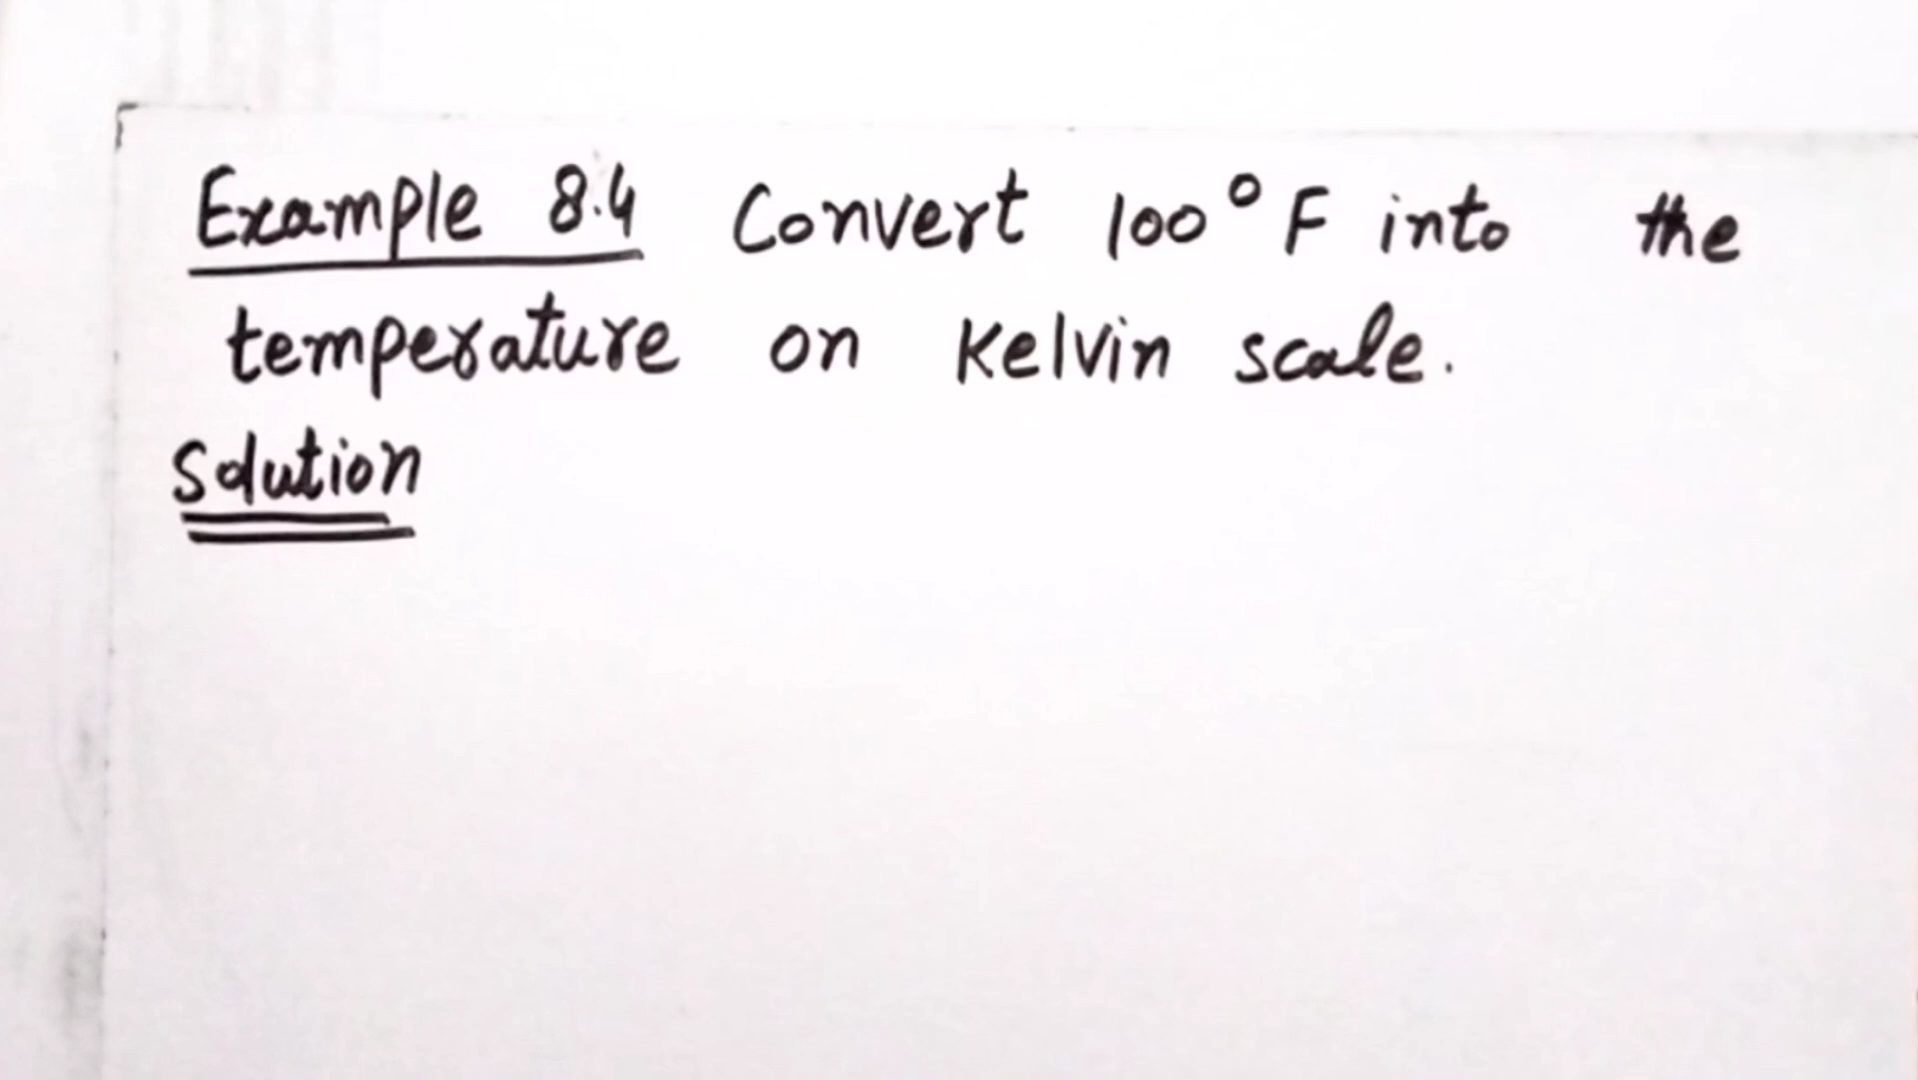 Example 8.4 Convert 100°F into the
temperature on Kelvin scale.
Solution